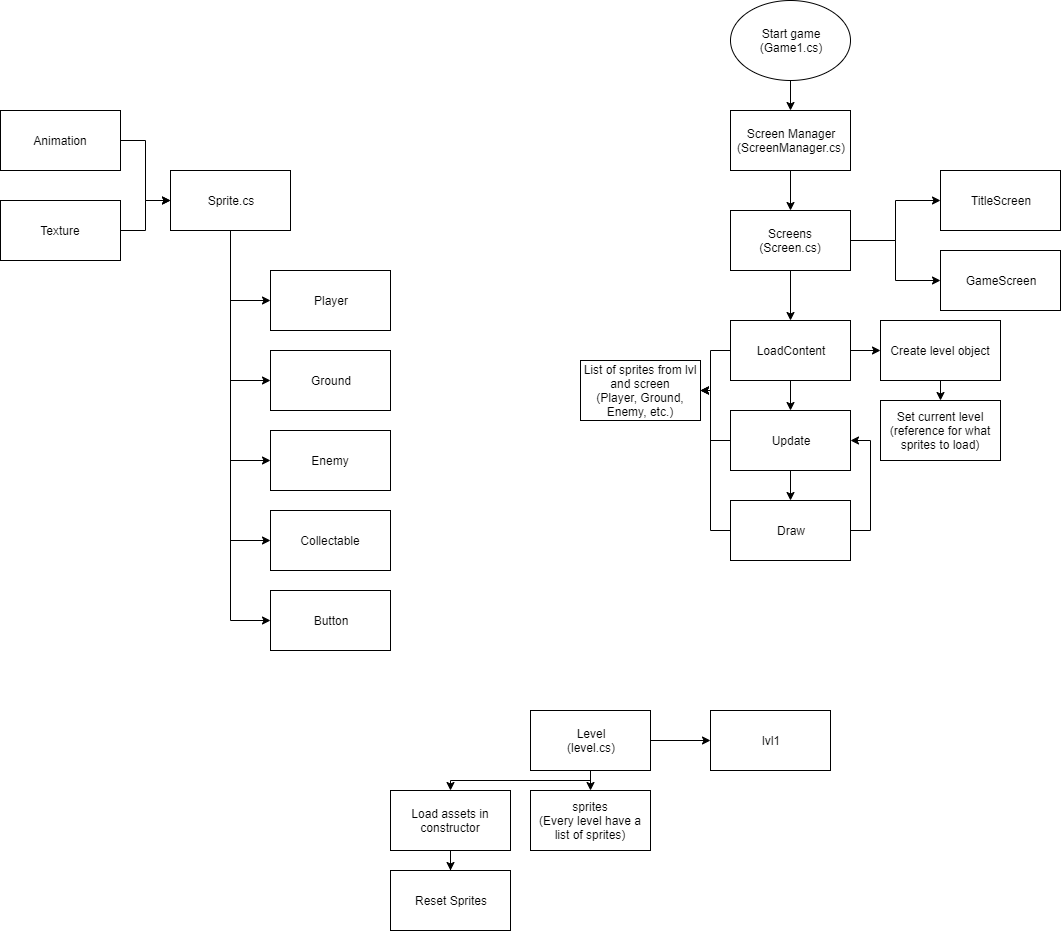 Start game
(Game1.cs)
Animation
Screen Manager
(ScreenManager.cs)
Sprite.cs
TitleScreen
Texture
Screens
(Screen.cs)
GameScreen
Player
LoadContent
Create level object
Ground
List of sprites from lvl
and screen
(Player, Ground,
Enemy, etc.)
Set current level
(reference for what
sprites to load)
Update
Enemy
Draw
Collectable
Button
Level
(level.cs)
lvl1
Load assets in
constructor
sprites
(Every level have a
list of sprites)
Reset Sprites